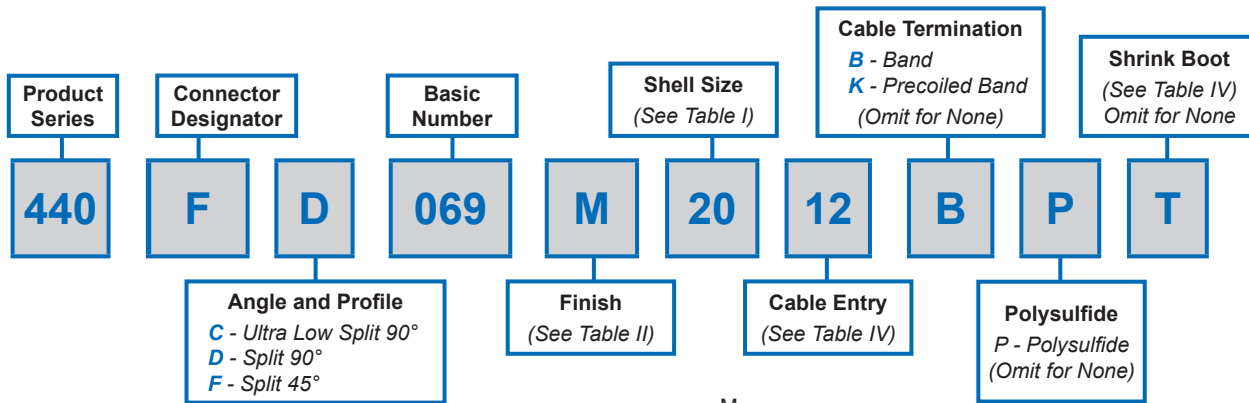 Product
Series
Connector
Designator
Basic
Number
Shell Size
(See Table I)
Cable Termination
B - Band
K - Precoiled Band
(Omit for None)
Shrink Boot
(See Table IV)
Omit for None
440 F D 069 M 20 12 B P T
Angle and Profile
C - Ultra Low Split 90°
D - Split 90°
F - Split 45°
Finish
(See Table II)
Cable Entry
(See Table IV)
Polysulfide
P - Polysulfide
(Omit for None)
M